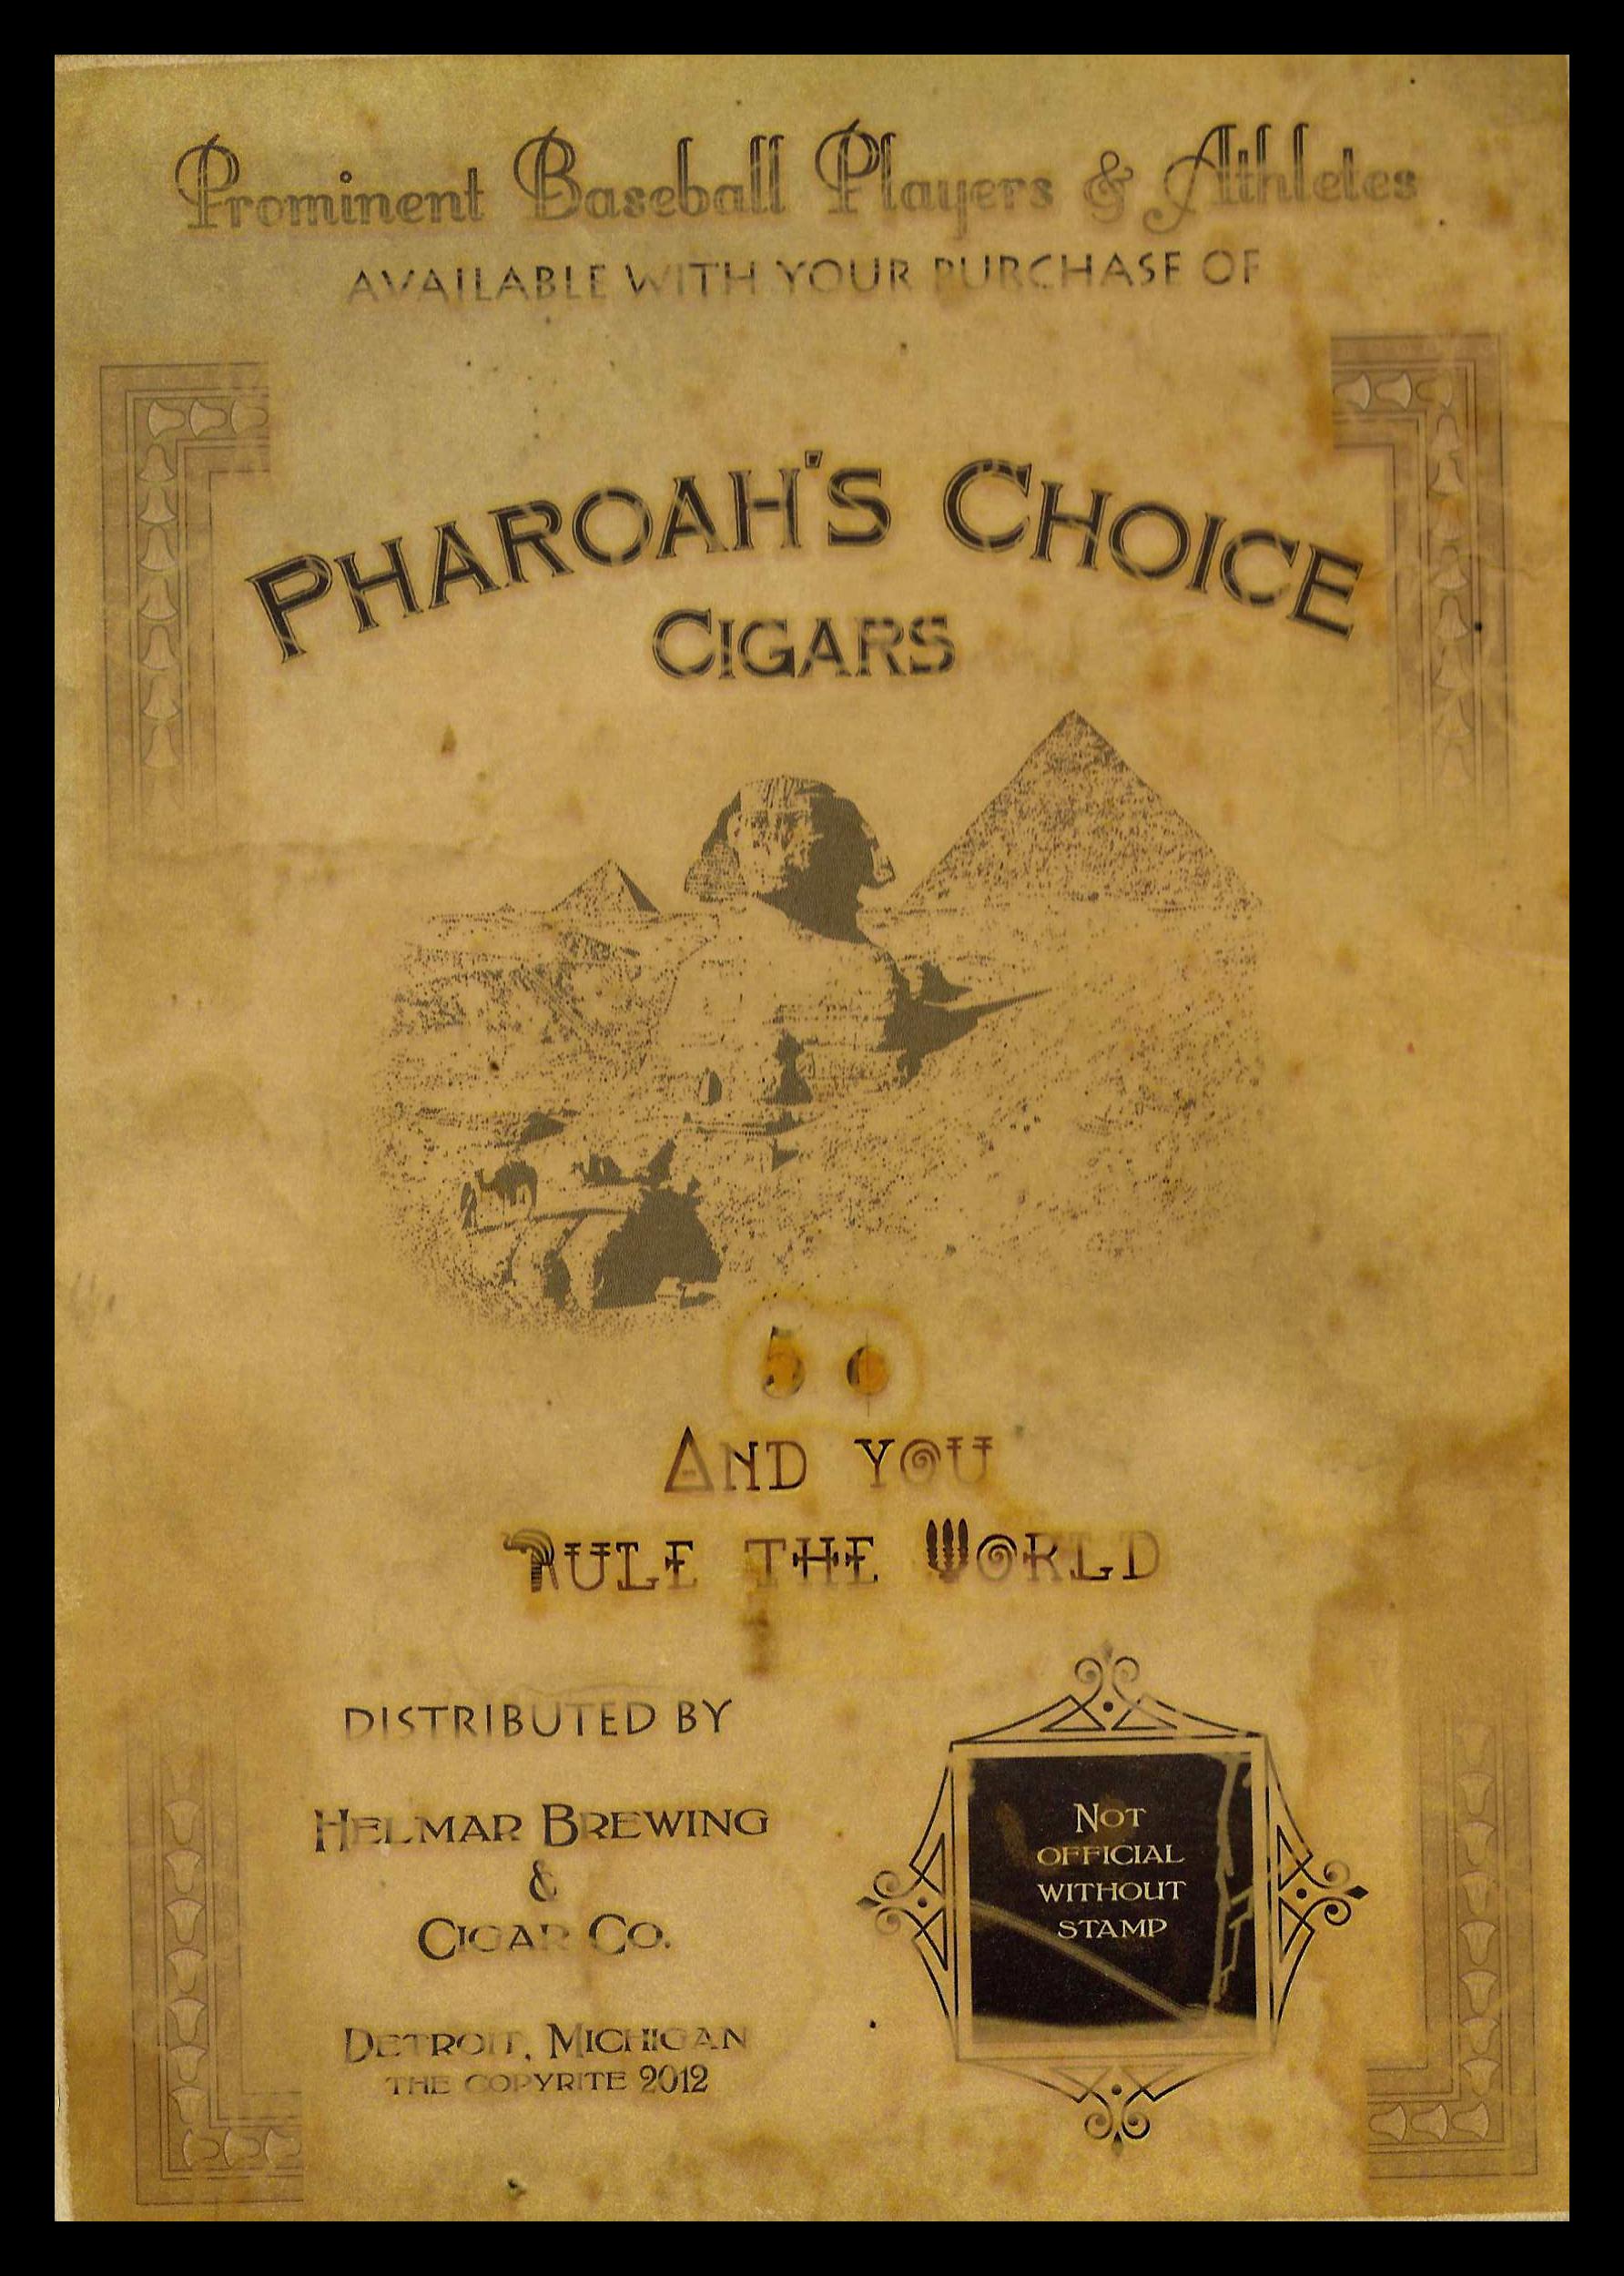 Prominent Baseball Players & Athletes
AVAILABLE WITH YOUR PURCHASE OF
PHAROAH'S CHOICE
CIGARS
5 ¢
AND YOU
RULE THE WORLD
DISTRIBUTED BY
HELMAR BREWING
&
CIGAR CO.
DETROIT, MICHIGAN
THE COPYRITE 2012
NOT
OFFICIAL
WITHOUT
STAMP